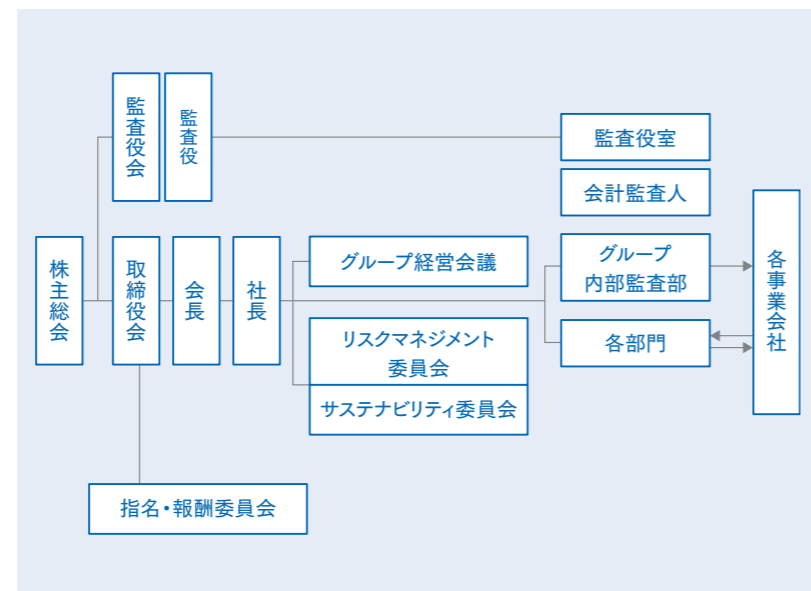 監査役会
監査役
監査役室
会計監査人
株主総会
取締役会
会長
社長
グループ経営会議
リスクマネジメント
委員会
サステナビリティ委員会
グループ
内部監査部
各部門
各事業会社
指名・報酬委員会